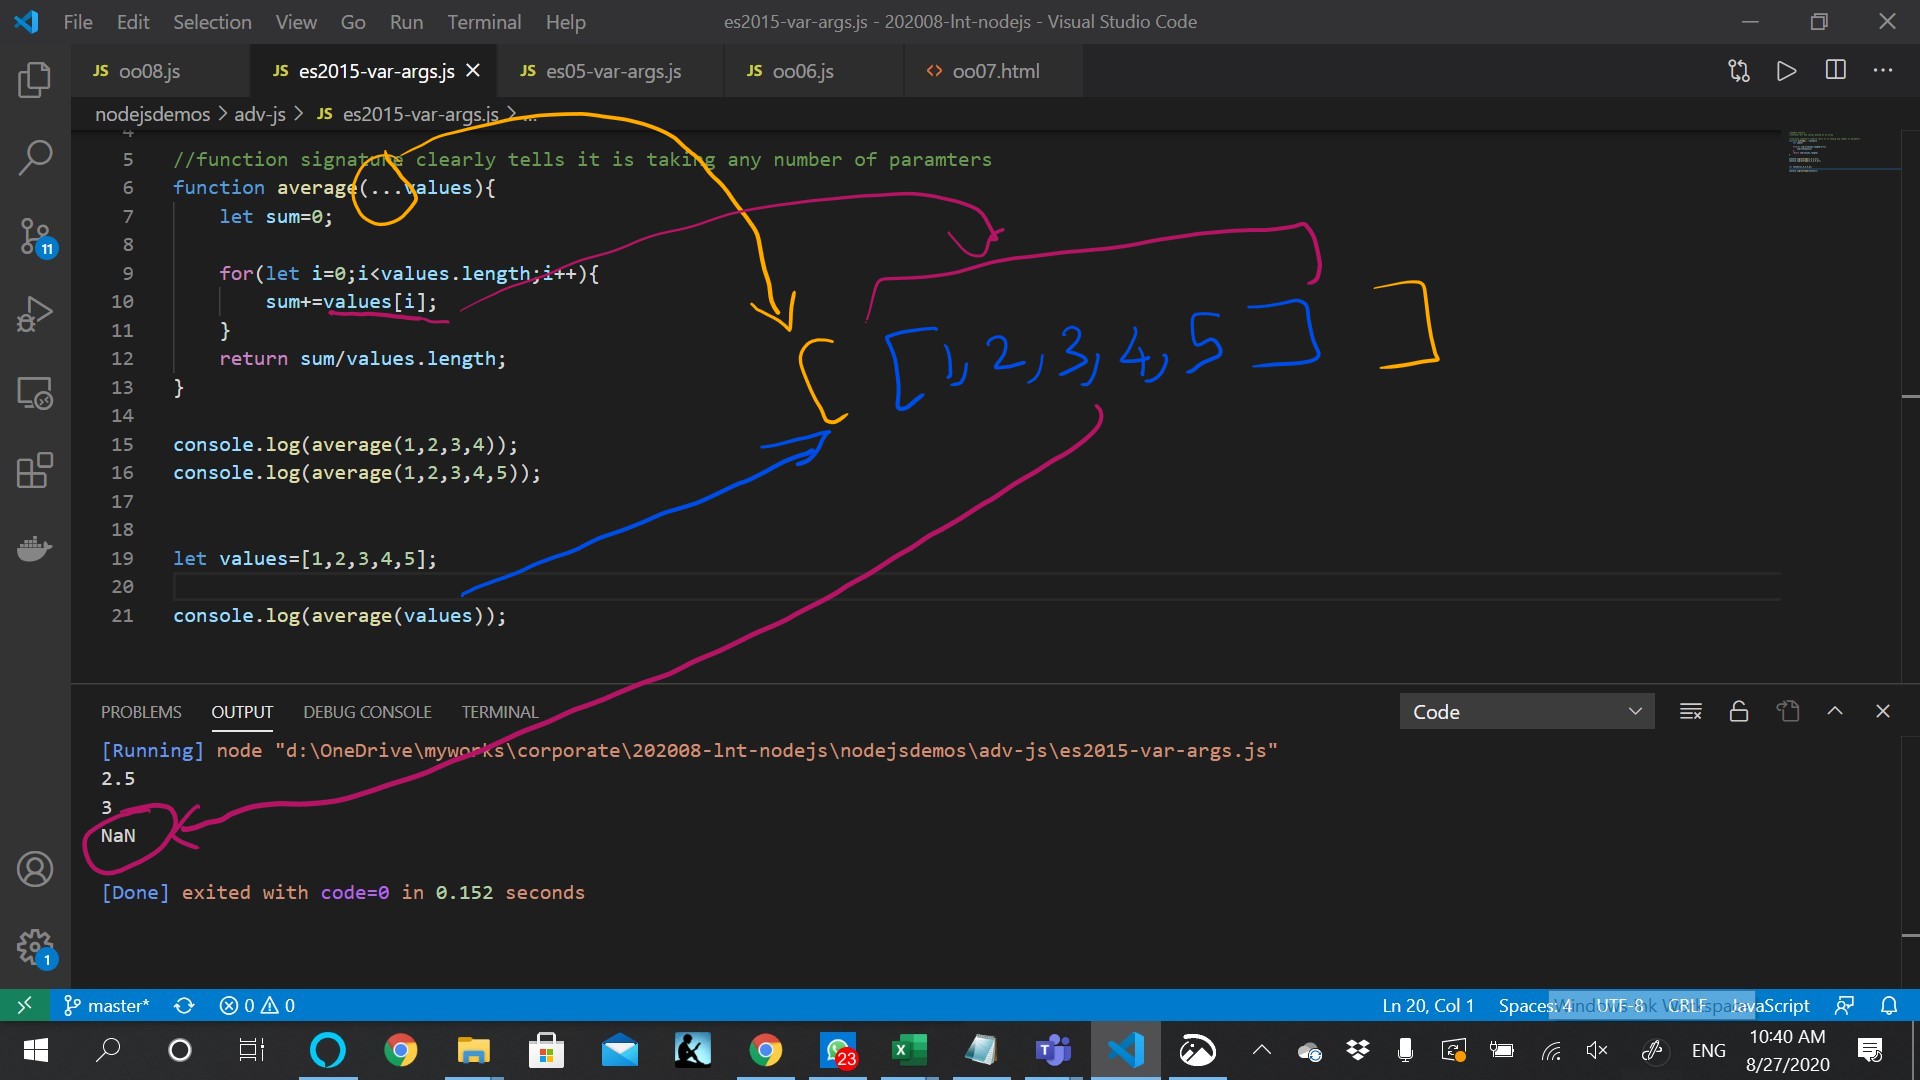 File Edit Selection View Go Run Terminal Help es2015-var-args.js - 202008-lnt-nodejs - Visual Studio Code
JS oo08.js JS es2015-var-args.js JS es05-var-args.js JS oo06.js <> oo07.html
nodejsdemos > adv-js > JS es2015-var-args.js > ...
4
5 //function signature clearly tells it is taking any number of paramters
6 function average(...values){
7 let sum=0;
8
9 for(let i=0;i<values.length;i++){
10 sum+=values[i];
11 }
12 return sum/values.length;
13 }
14
15 console.log(average(1,2,3,4));
16 console.log(average(1,2,3,4,5));
17
18
19 let values=[1,2,3,4,5];
20
21 console.log(average(values));
[ [1,2,3,4,5] ]
11
1
PROBLEMS OUTPUT DEBUG CONSOLE TERMINAL Code
[Running] node "d:\OneDrive\myworks\corporate\202008-lnt-nodejs\nodejsdemos\adv-js\es2015-var-args.js"
2.5
3
NaN
[Done] exited with code=0 in 0.152 seconds
master* 0 0 Ln 20, Col 1 Spaces: 4 UTF-8 CRLF JavaScript
Windows Ink Workspace
23 ENG 10:40 AM
8/27/2020